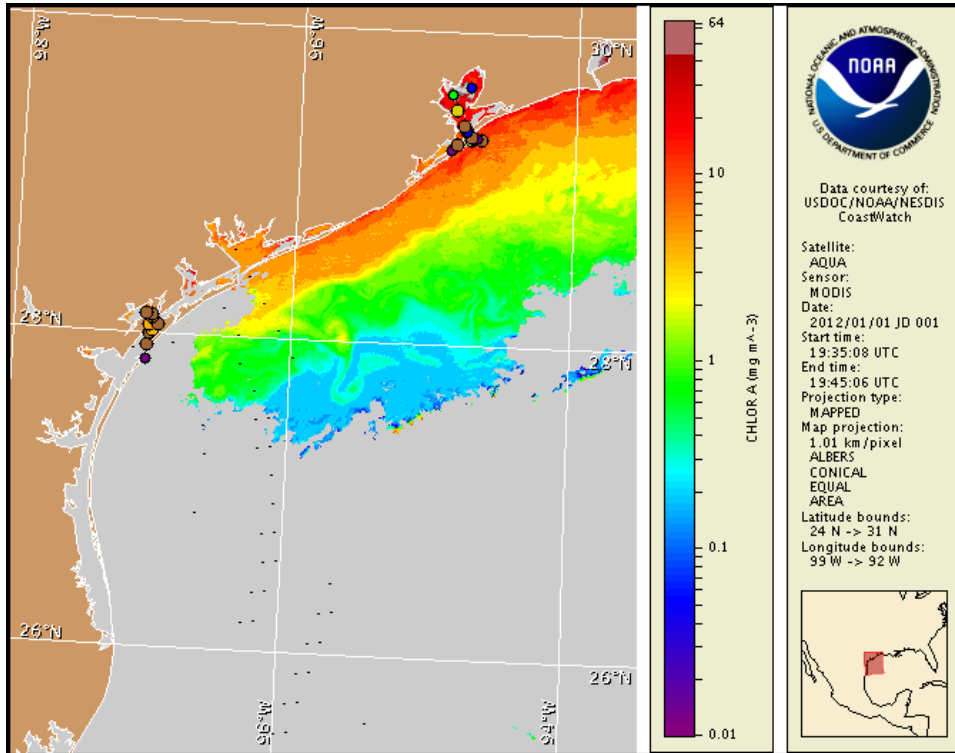 98°W
96°W
30°N
28°N
28°N
26°N
26°N
96°W
94°W
64
10
1
0.1
0.01
CHLOR A (mg m^-3)
NATIONAL OCEANIC AND ATMOSPHERIC ADMINISTRATION
NOAA
U.S. DEPARTMENT OF COMMERCE
Data courtesy of:
USDOC/NOAA/NESDIS
CoastWatch
Satellite:
AQUA
Sensor:
MODIS
Date:
2012/01/01 JD 001
Start time:
19:35:08 UTC
End time:
19:45:06 UTC
Projection type:
MAPPED
Map projection:
1.01 km/pixel
ALBERS
CONICAL
EQUAL
AREA
Latitude bounds:
24 N -> 31 N
Longitude bounds:
99 W -> 92 W